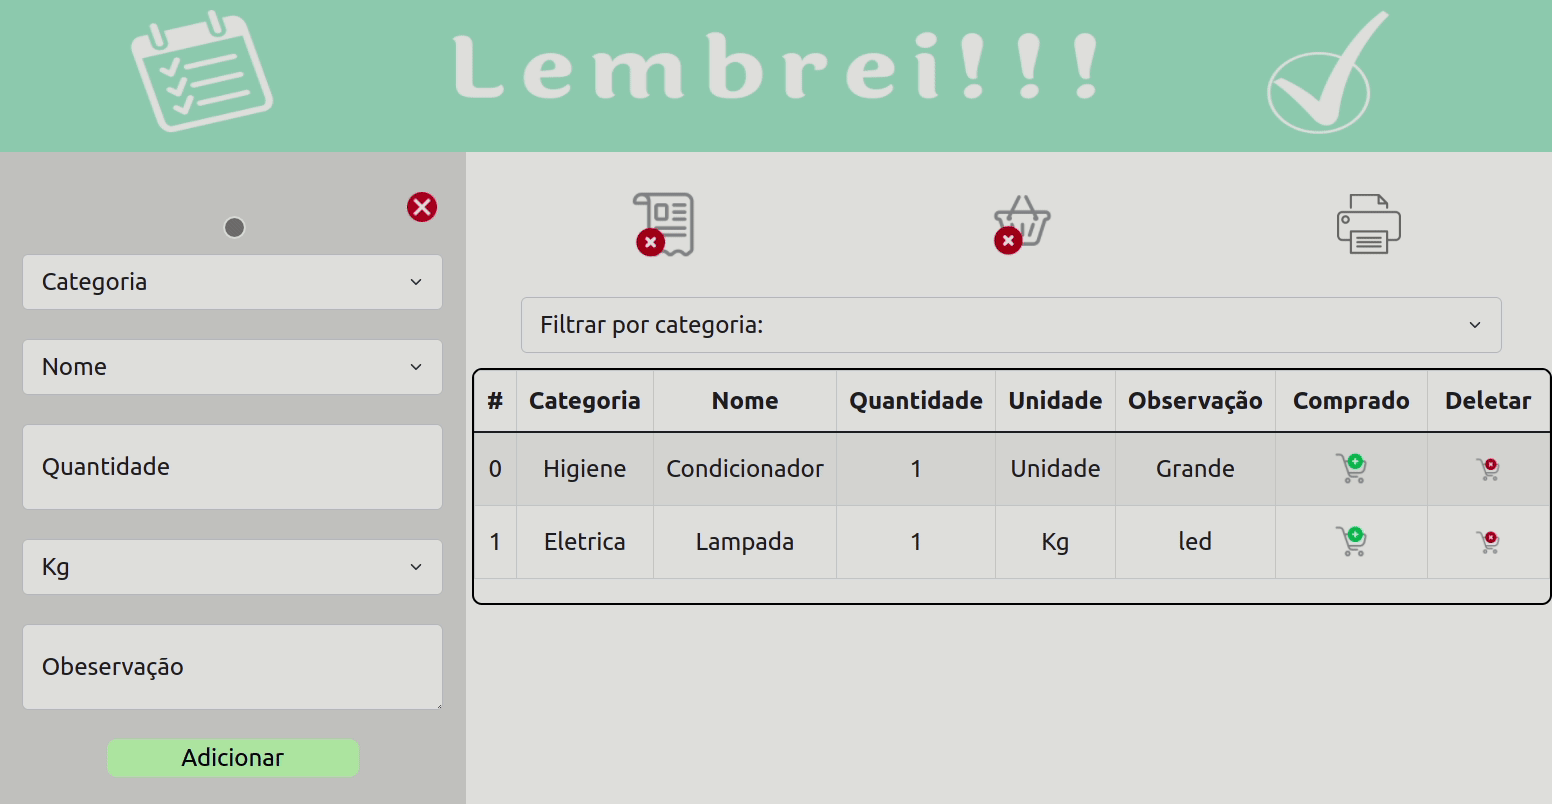 Lembrei!!!
Categoria
Nome
Quantidade
Kg
Obeservação
Adicionar
Filtrar por categoria:
# Categoria Nome Quantidade Unidade Observação Comprado Deletar
0 Higiene Condicionador 1 Unidade Grande
1 Eletrica Lampada 1 Kg led